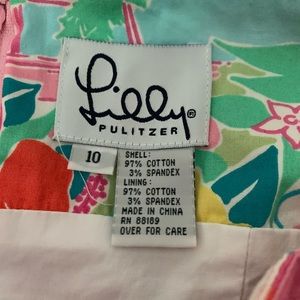 Lilly®
PULITZER
10
SHELL:
97% COTTON
3% SPANDEX
LINING:
97% COTTON
3% SPANDEX
MADE IN CHINA
RN 88189
OVER FOR CARE